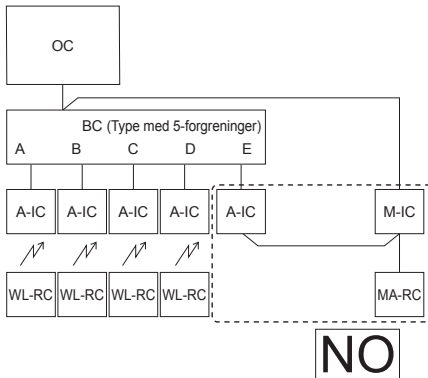 OC
BC (Type med 5-forgreninger)
A B C D E
A-IC A-IC A-IC A-IC A-IC M-IC
WL-RC WL-RC WL-RC WL-RC MA-RC
NO